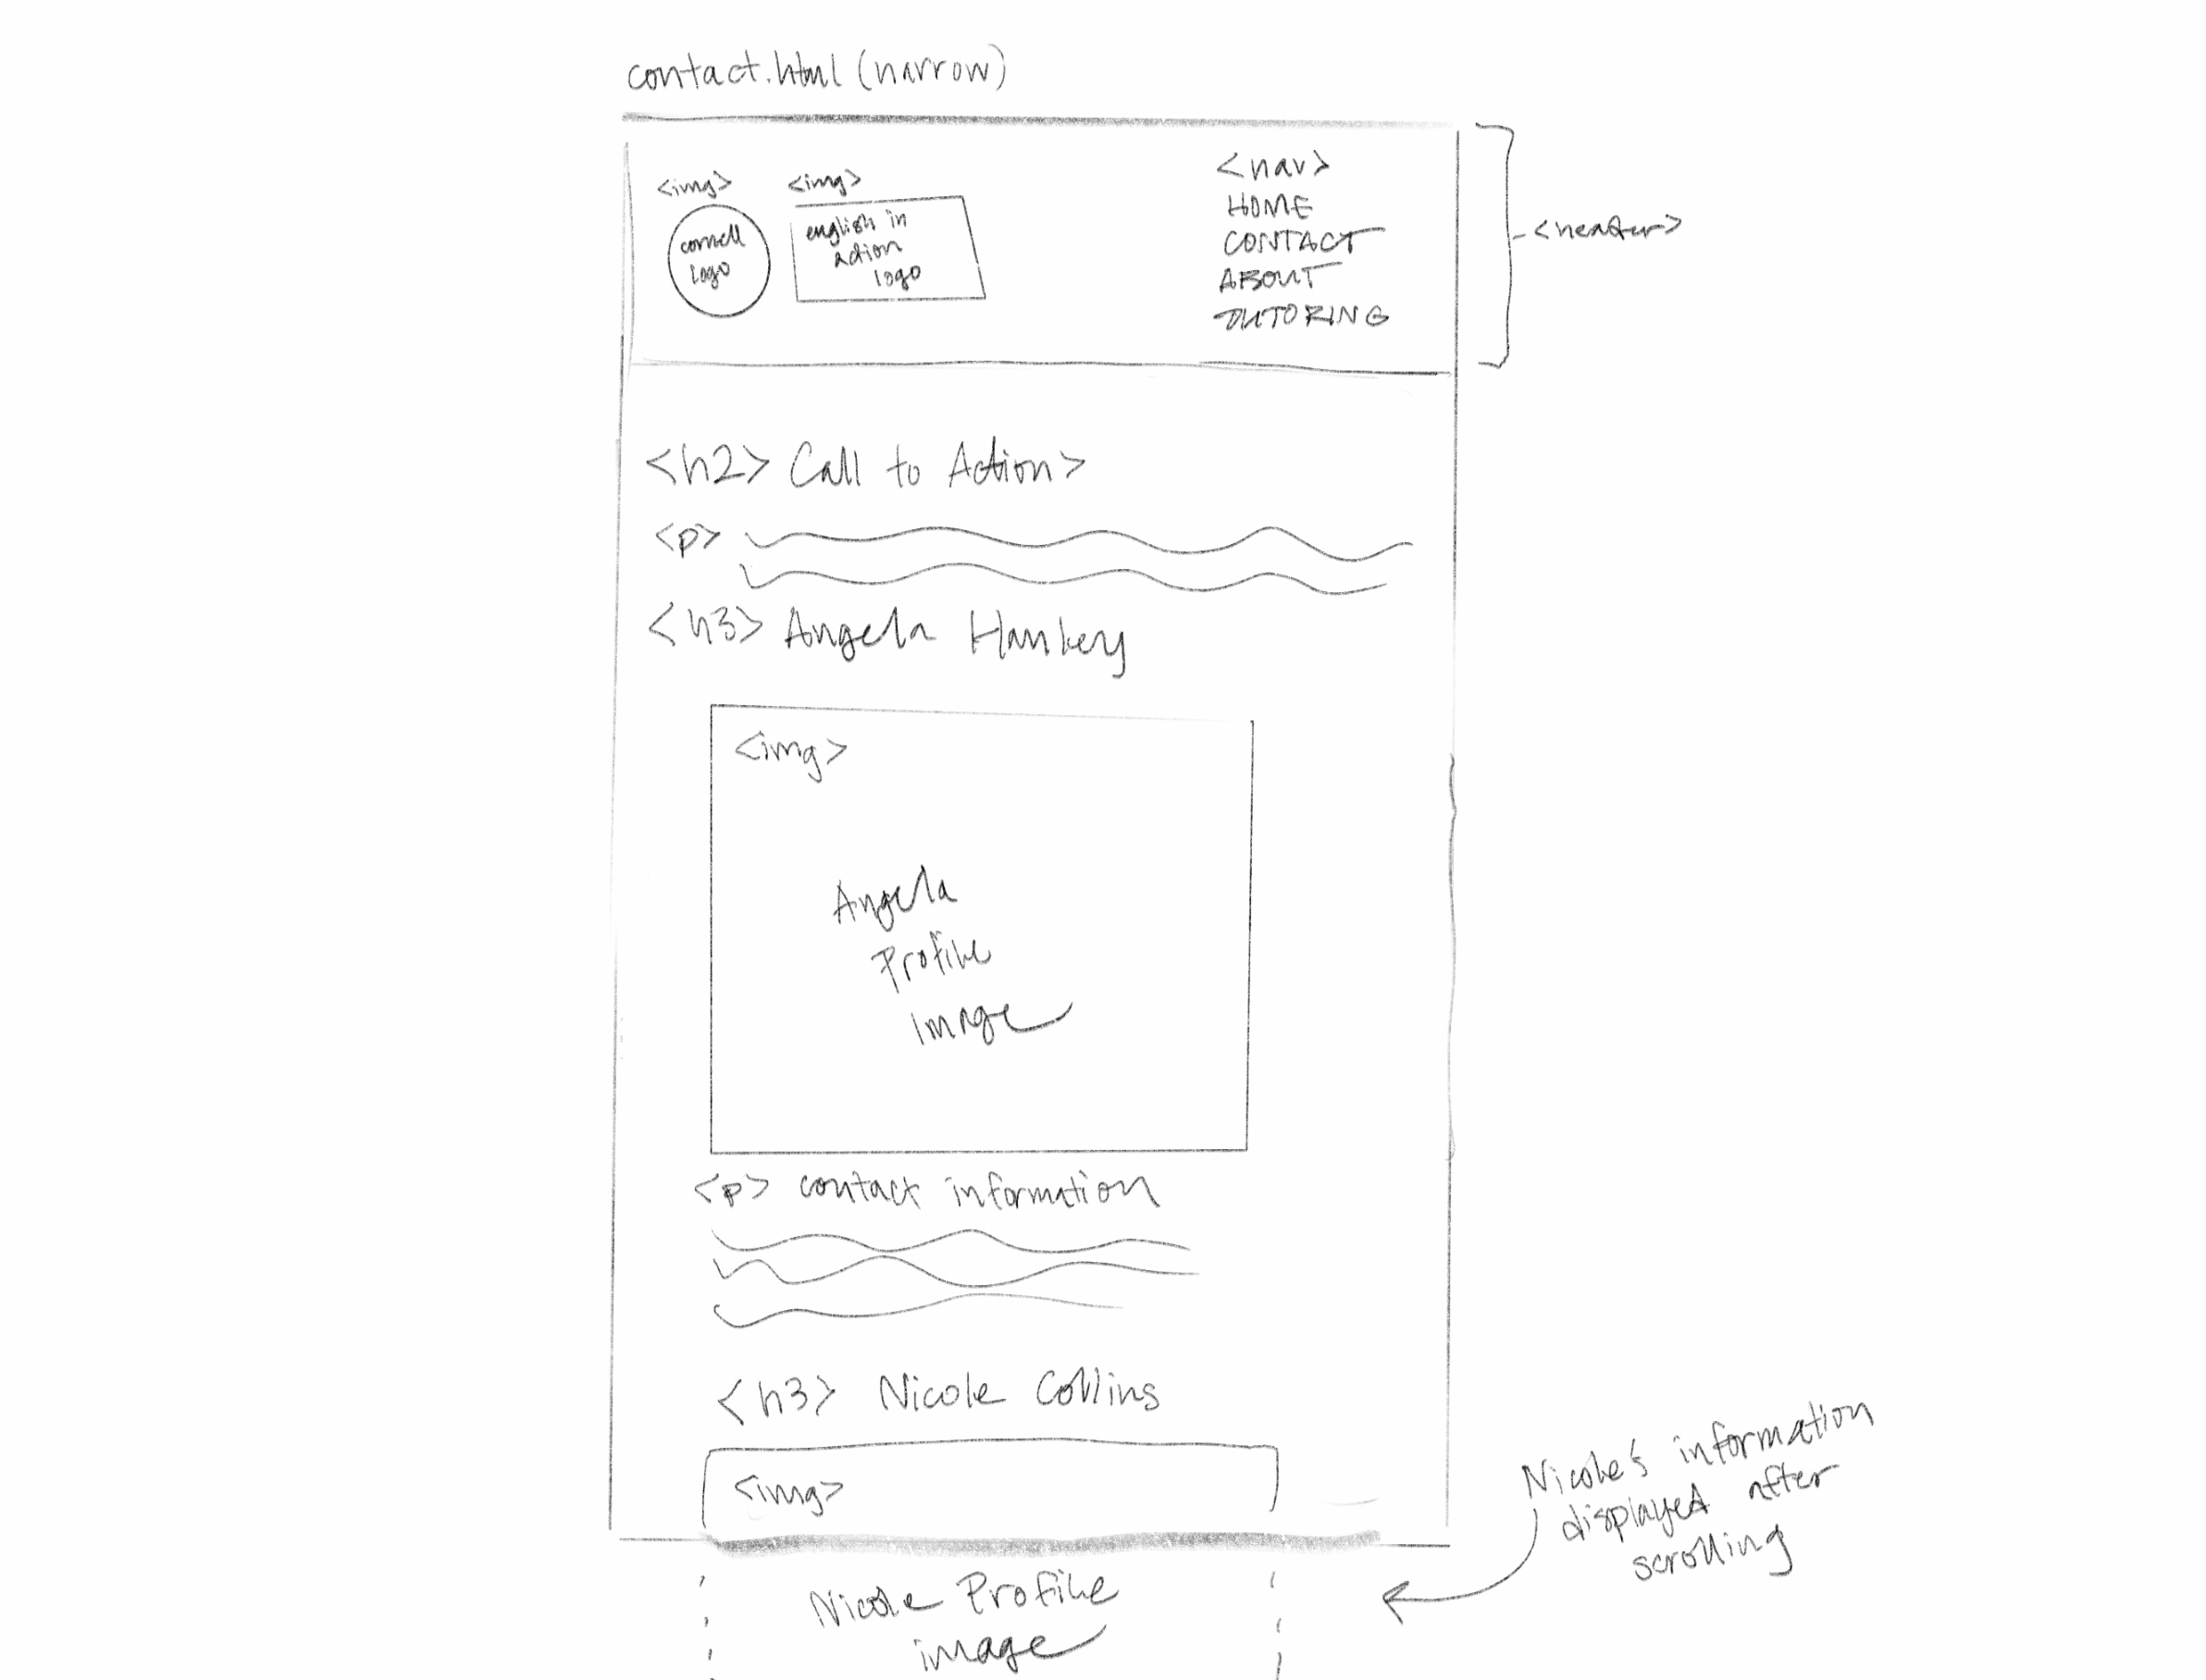 contact.html (narrow)
<img>
cornell
logo
<img>
english in
action
logo
<nav>
HOME
CONTACT
ABOUT
TUTORING
<header>
<h2> Call to Action>
<p>
<h3> Angela Hankey
<img>
Angela
Profile
image
<p> contact information
<h3> Nicole Collins
<img>
Nicole Profile
image
Nicole's information
displayed after
scrolling